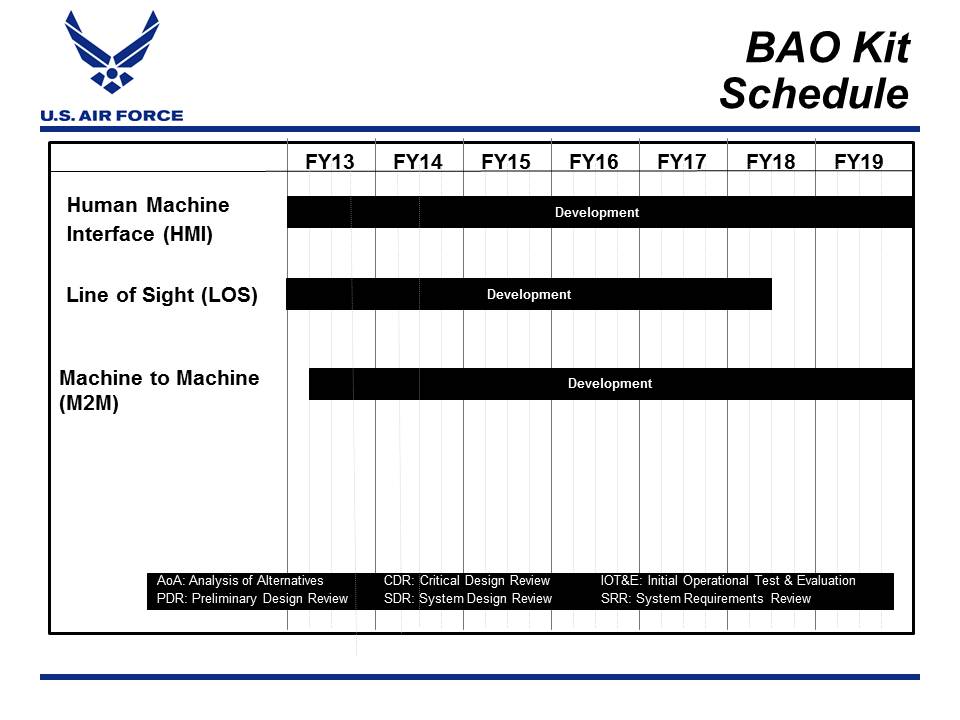 U.S. AIR FORCE
BAO Kit
Schedule
FY13 FY14 FY15 FY16 FY17 FY18 FY19
Human Machine
Interface (HMI)
Development
Line of Sight (LOS)
Development
Machine to Machine
(M2M)
Development
AoA: Analysis of Alternatives CDR: Critical Design Review IOT&E: Initial Operational Test & Evaluation
PDR: Preliminary Design Review SDR: System Design Review SRR: System Requirements Review